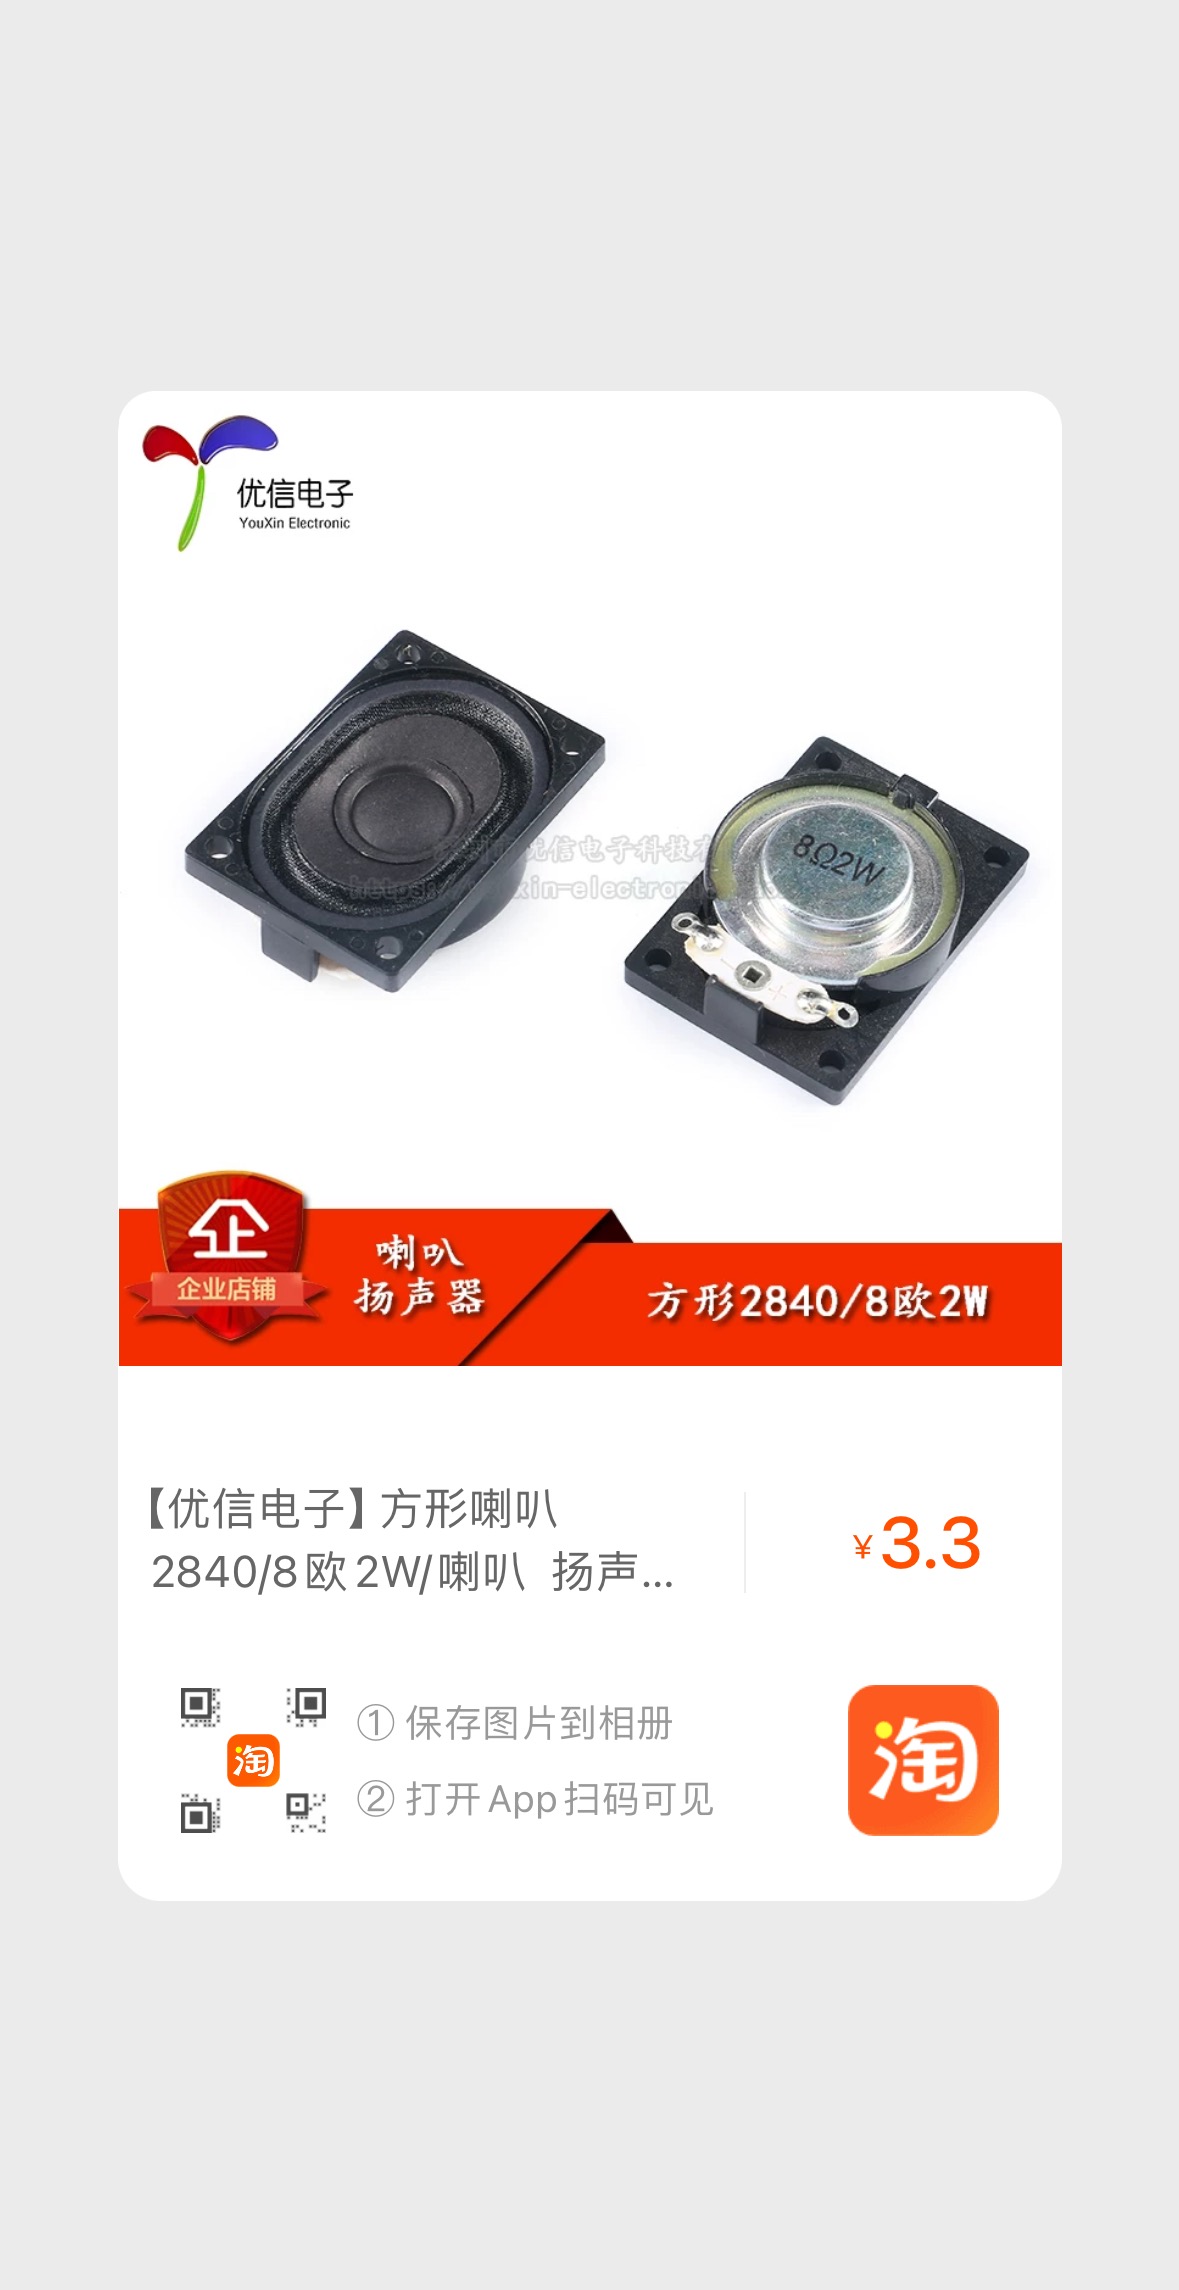 优信电子
YouXin Electronic
8Ω2W
企
企业店铺
喇叭
扬声器
方形2840/8欧2W
【优信电子】方形喇叭
2840/8欧2W/喇叭 扬声...
¥3.3
① 保存图片到相册
② 打开App扫码可见
淘
淘